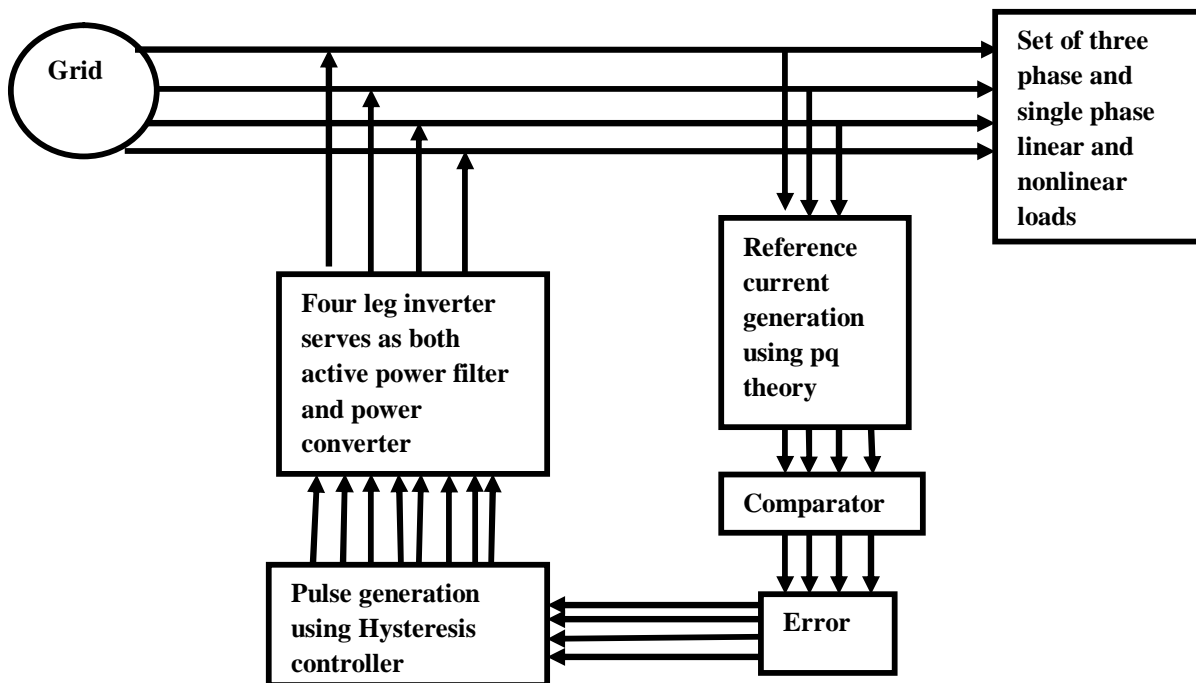 Grid
Set of three
phase and
single phase
linear and
nonlinear
loads
Four leg inverter
serves as both
active power filter
and power
converter
Reference
current
generation
using pq
theory
Comparator
Pulse generation
using Hysteresis
controller
Error